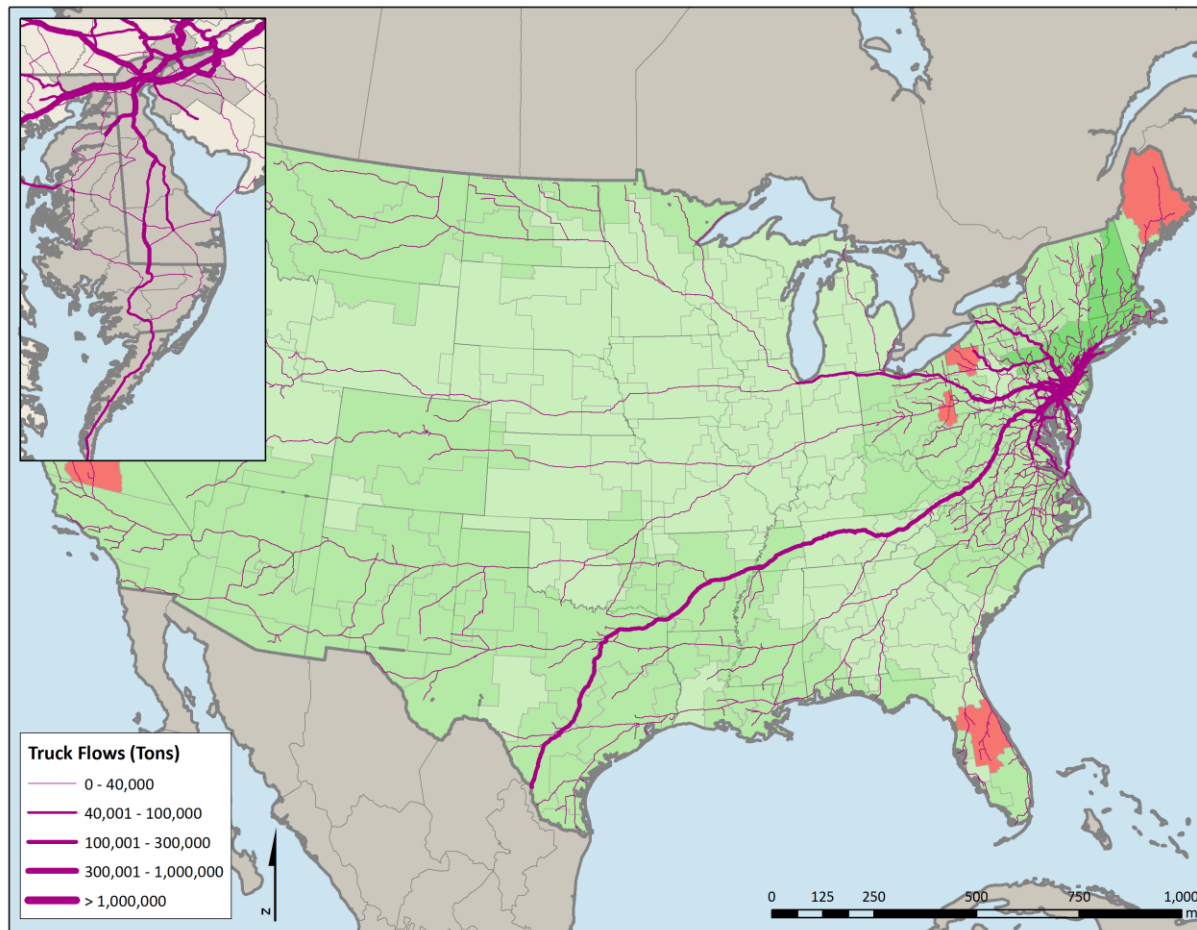 Truck Flows (Tons)
0 - 40,000
40,001 - 100,000
100,001 - 300,000
300,001 - 1,000,000
> 1,000,000
N
0 125 250 500 750 1,000
m